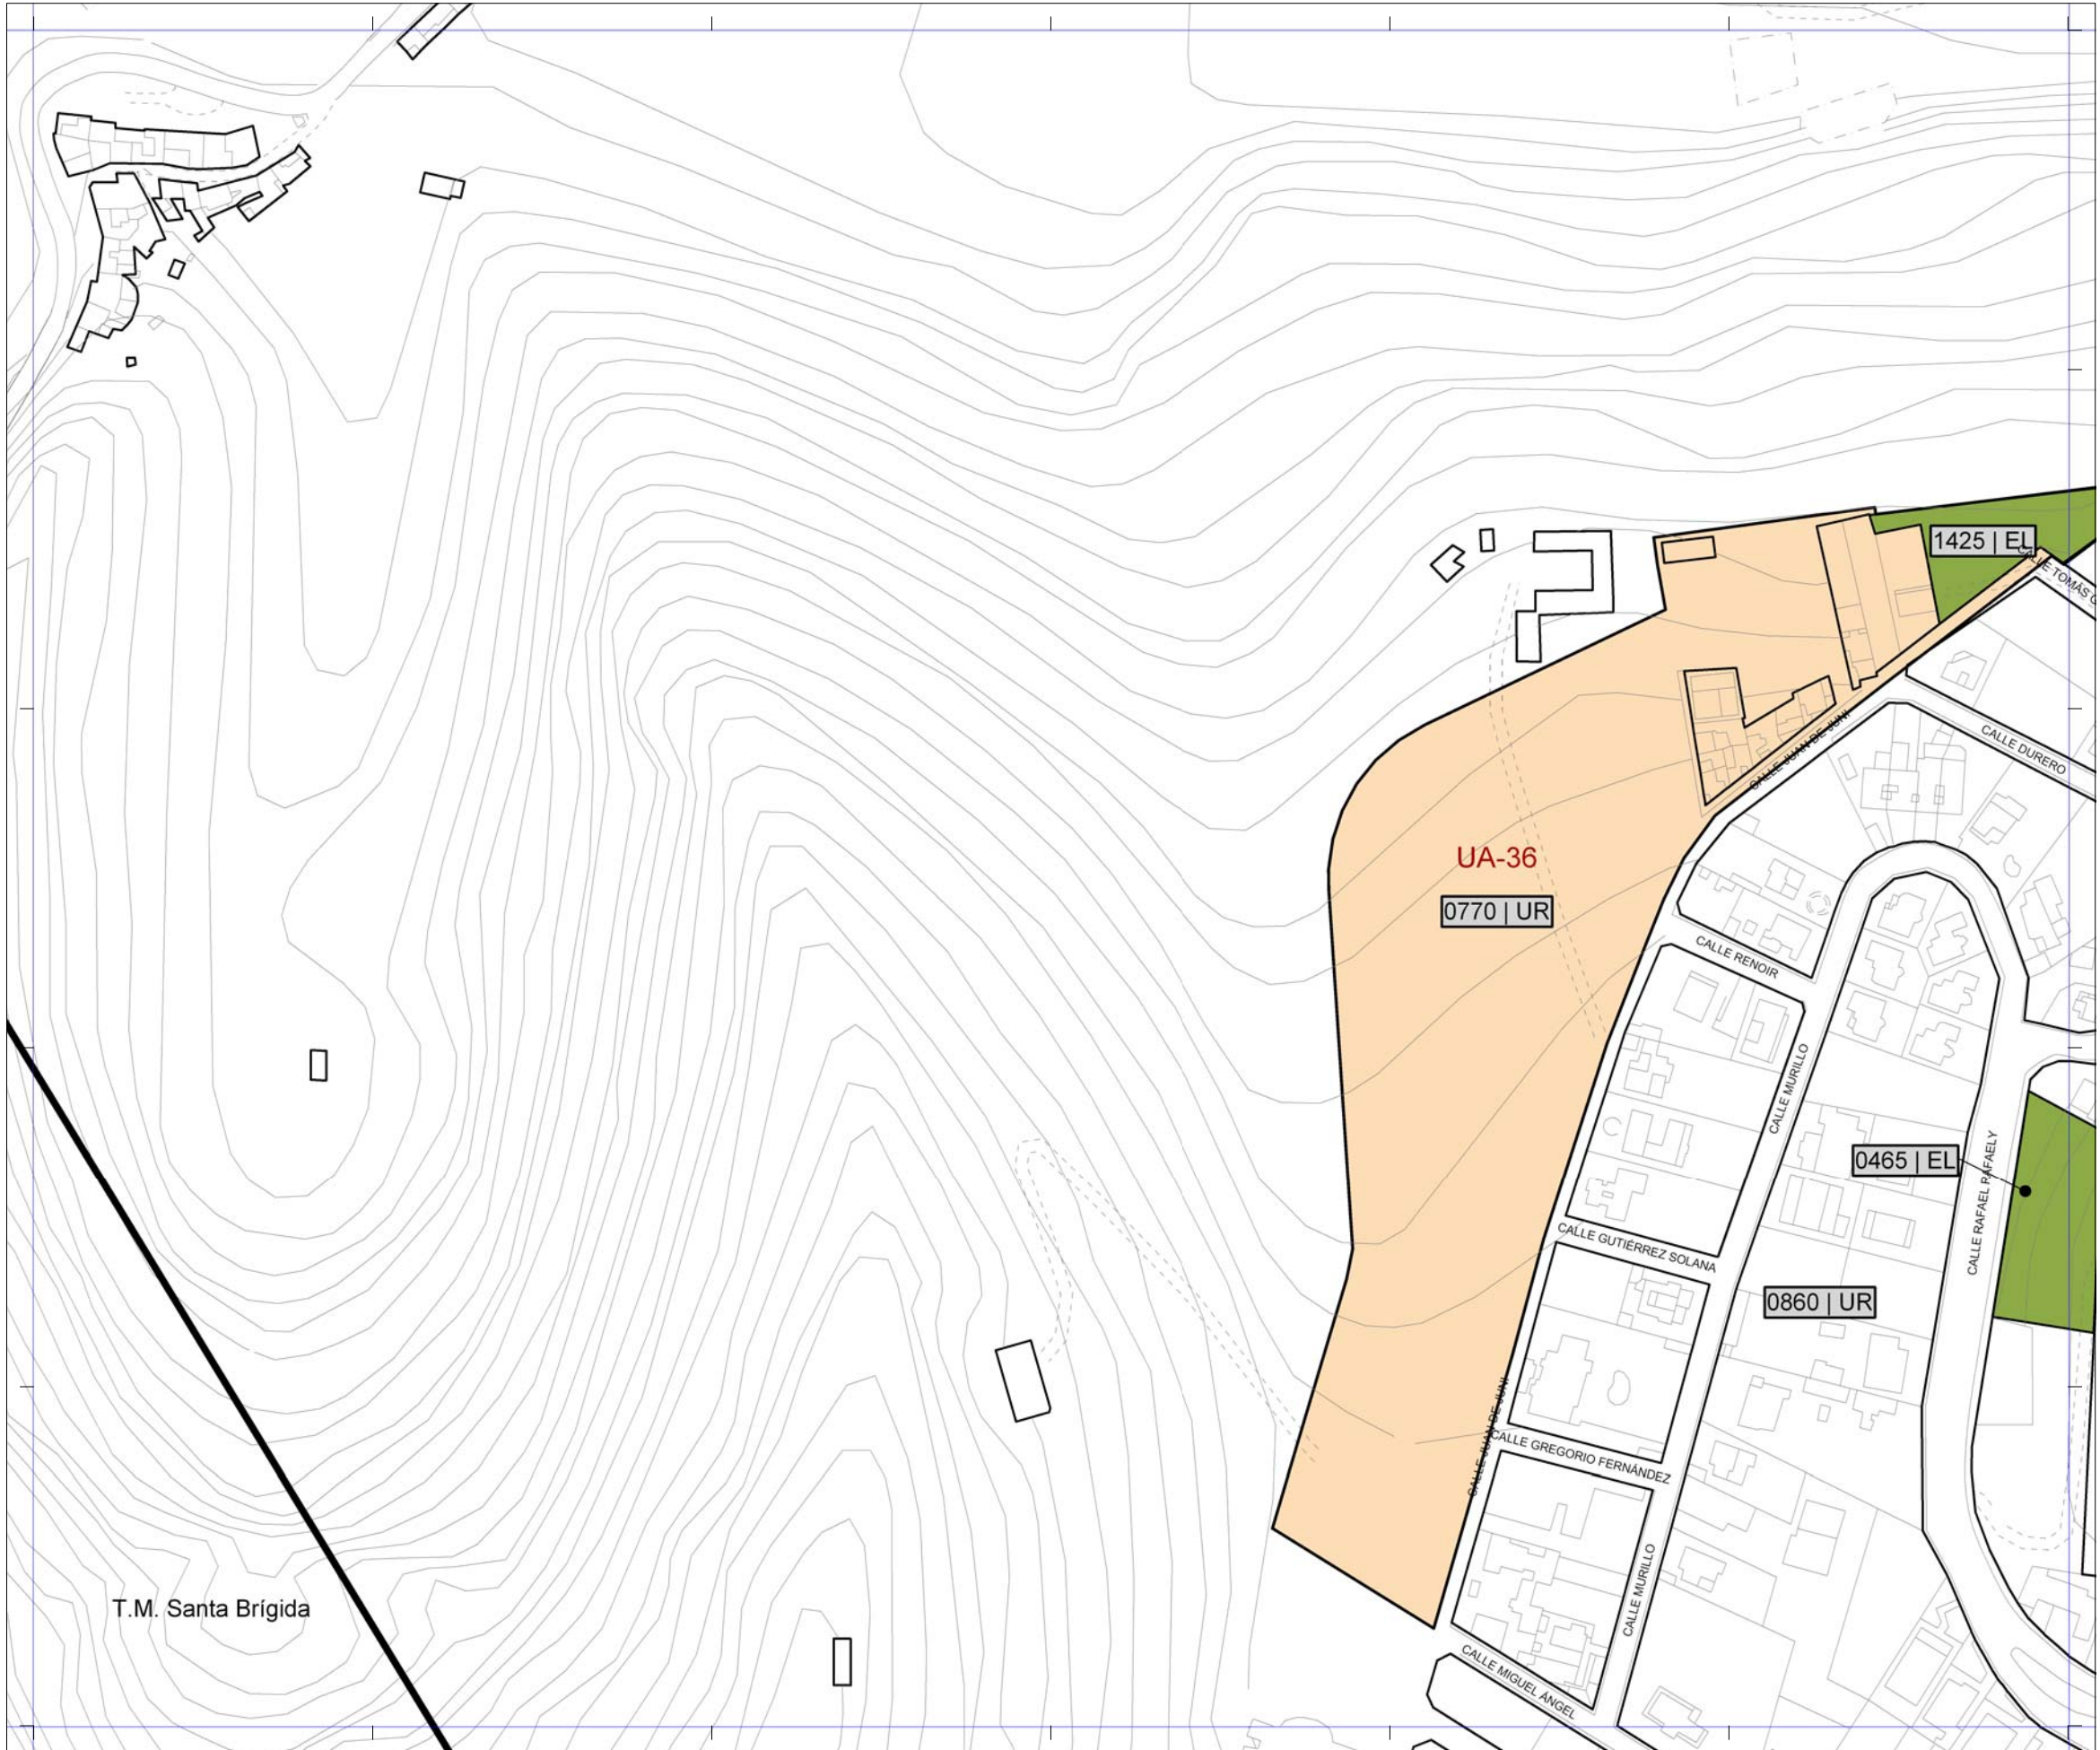 1425 | EL
CALLE TOMÁS
CALLE DURERO
CALLE JUAN DE JUNI
UA-36
0770 | UR
CALLE RENOIR
CALLE MURILLO
0465 | EL
CALLE RAFAEL RAFAELY
CALLE GUTIÉRREZ SOLANA
0860 | UR
CALLE JUAN DE JUNI
CALLE GREGORIO FERNÁNDEZ
CALLE MURILLO
T.M. Santa Brígida
CALLE MIGUEL ÁNGEL